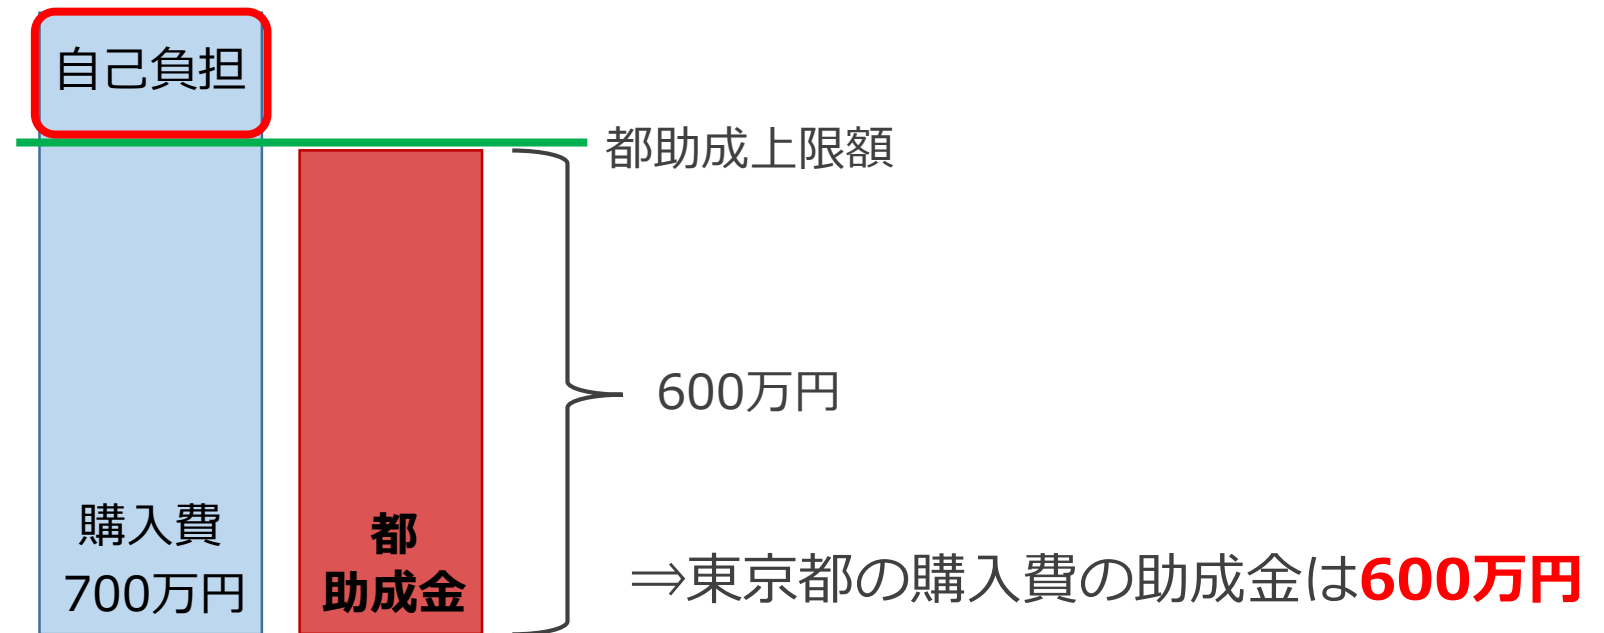 自己負担
都助成上限額
600万円
購入費
700万円
都
助成金
⇒東京都の購入費の助成金は600万円